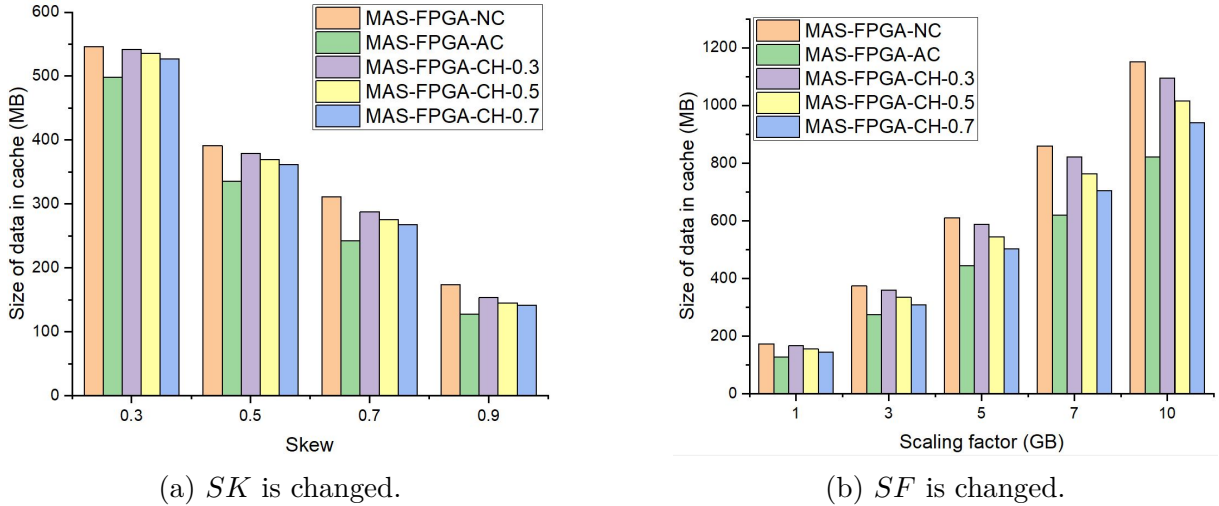 MAS-FPGA-NC
MAS-FPGA-AC
MAS-FPGA-CH-0.3
MAS-FPGA-CH-0.5
MAS-FPGA-CH-0.7
Size of data in cache (MB)
600
500
400
300
200
100
0
0.3 0.5 0.7 0.9
Skew
(a) SK is changed.
MAS-FPGA-NC
MAS-FPGA-AC
MAS-FPGA-CH-0.3
MAS-FPGA-CH-0.5
MAS-FPGA-CH-0.7
Size of data in cache (MB)
1200
1000
800
600
400
200
0
1 3 5 7 10
Scaling factor (GB)
(b) SF is changed.